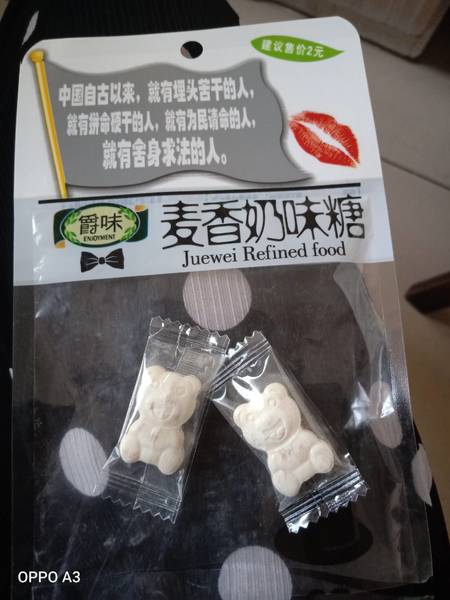 建议售价2元
中国自古以来，就有埋头苦干的人，
就有拼命硬干的人，就有为民请命的人，
就有舍身求法的人。
爵味
ENJOYMENT
麦香奶味糖
Juewei Refined food
OPPO A3